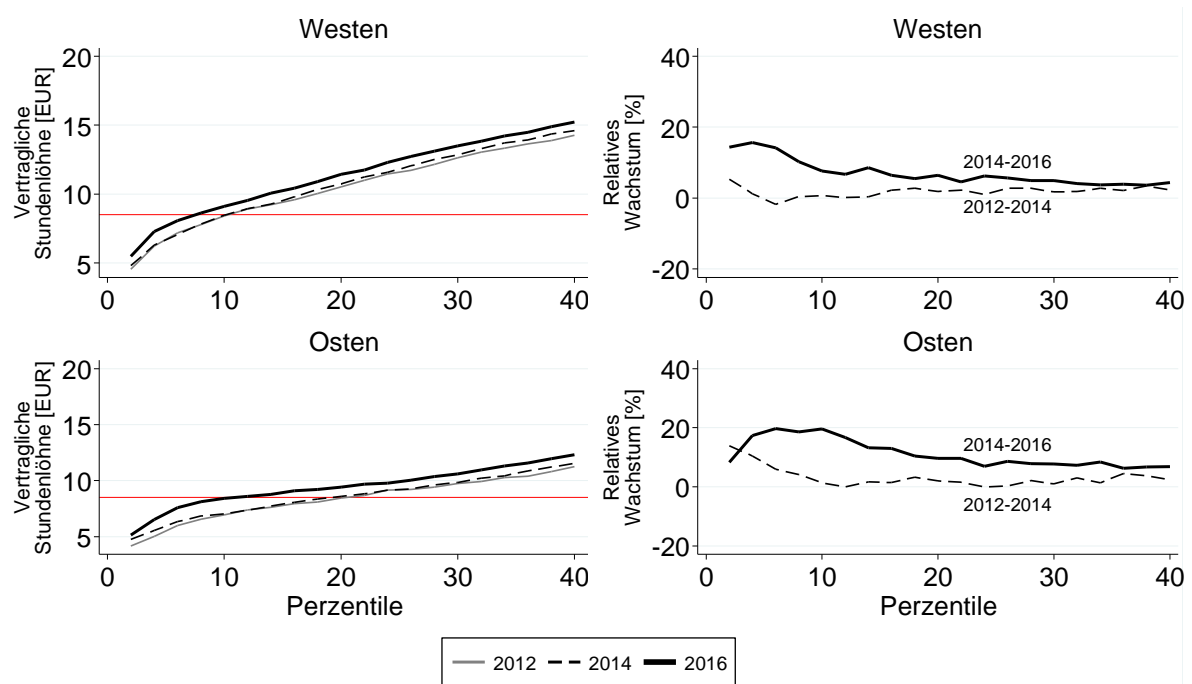 Westen
Vertragliche
Stundenlöhne [EUR]
20
15
10
5
0 10 20 30 40
Westen
Relatives
Wachstum [%]
40
20
0
-20
2014-2016
2012-2014
0 10 20 30 40
Osten
Vertragliche
Stundenlöhne [EUR]
20
15
10
5
0 10 20 30 40
Perzentile
Osten
Relatives
Wachstum [%]
40
20
0
-20
2014-2016
2012-2014
0 10 20 30 40
Perzentile
2012 2014 2016